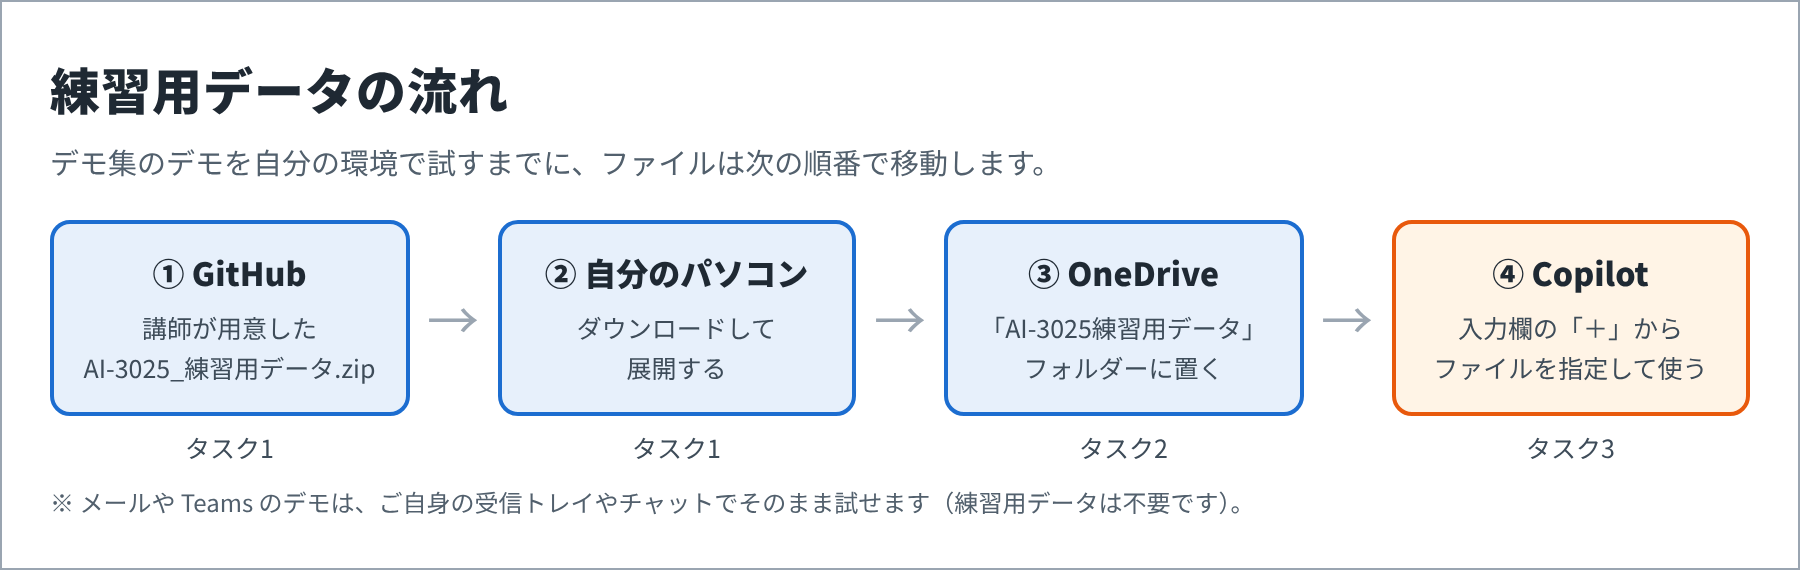 練習用データの流れ
デモ集のデモを自分の環境で試すまでに、ファイルは次の順番で移動します。
① GitHub
講師が用意した
AI-3025_練習用データ.zip
タスク1
→
② 自分のパソコン
ダウンロードして
展開する
タスク1
→
③ OneDrive
「AI-3025練習用データ」
フォルダーに置く
タスク2
→
④ Copilot
入力欄の「＋」から
ファイルを指定して使う
タスク3
※ メールや Teams のデモは、ご自身の受信トレイやチャットでそのまま試せます（練習用データは不要です）。